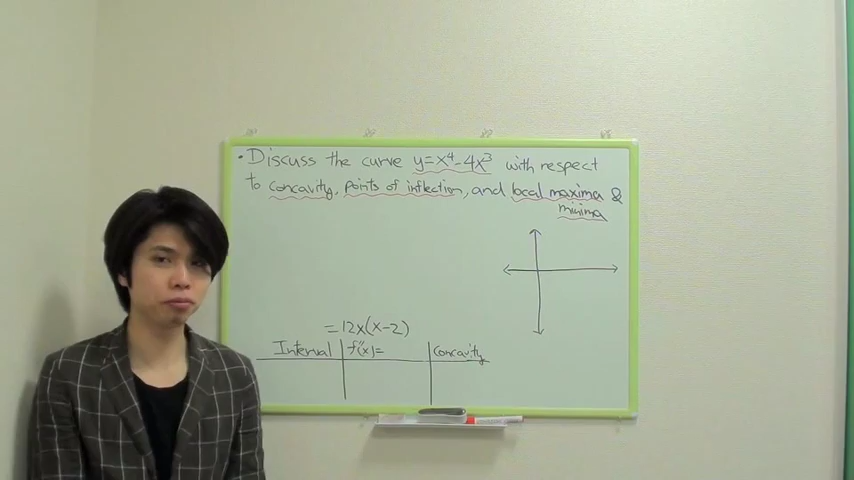 • Discuss the curve y=x⁴-4x³ with respect
to concavity, points of inflection, and local maxima &
minima
=12x(x-2)
Interval f''(x)= concavity